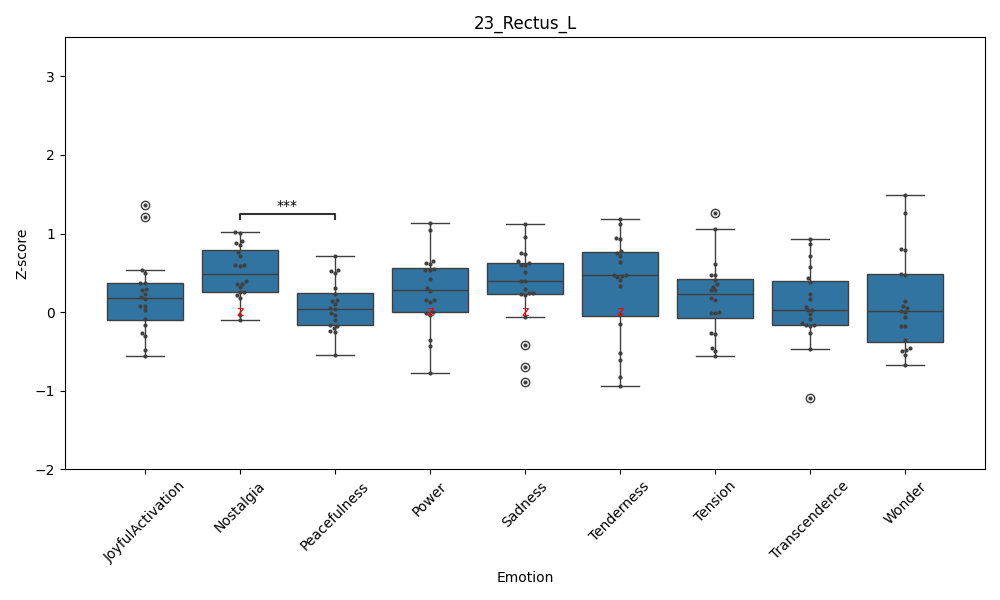 23_Rectus_L
Z-score
3
2
1
0
−1
−2
***
z z z z
JoyfulActivation Nostalgia Peacefulness Power Sadness Tenderness Tension Transcendence Wonder
Emotion